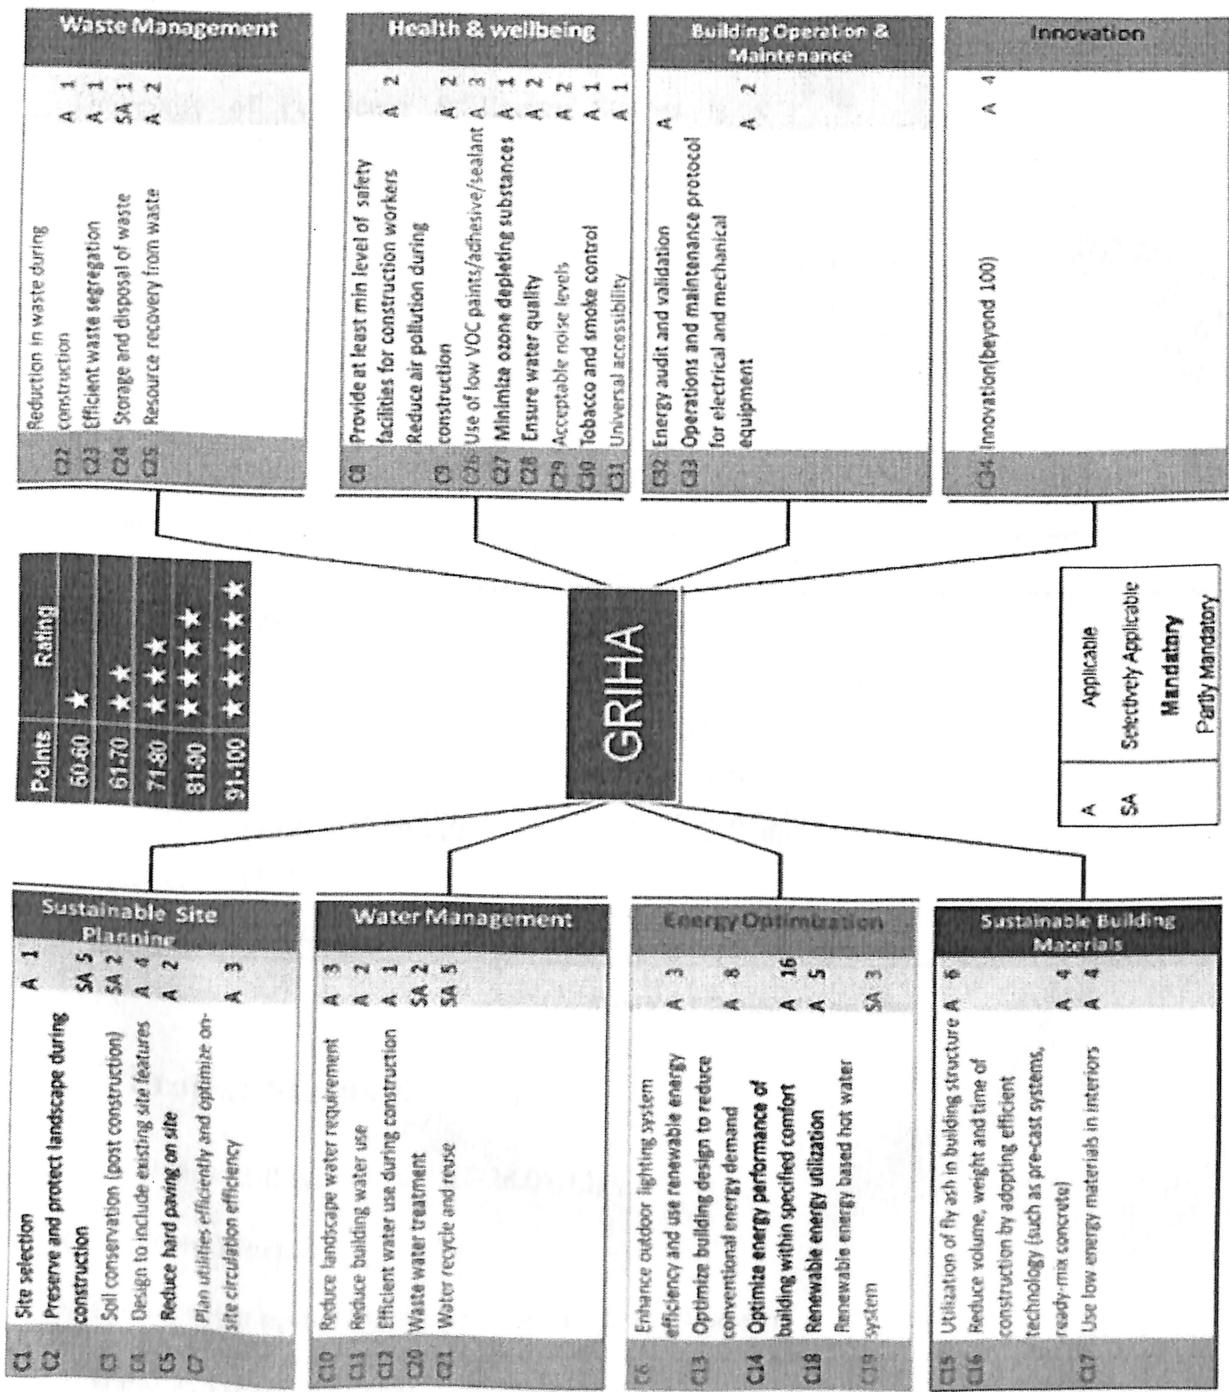 Sustainable Site
Planning
C1 Site selection A 1
C2 Preserve and protect landscape during
construction SA 5
C3 Soil conservation (post construction) SA 2
C4 Design to include existing site features A 4
C5 Reduce hard paving on site A 2
C7 Plan utilities efficiently and optimize on-
site circulation efficiency A 3
Water Management
C10 Reduce landscape water requirement A 3
C11 Reduce building water use A 2
C12 Efficient water use during construction A 1
C20 Waste water treatment SA 2
C21 Water recycle and reuse SA 5
Energy Optimization
C6 Enhance outdoor lighting system
efficiency and use renewable energy A 3
C13 Optimize building design to reduce
conventional energy demand A 8
C14 Optimize energy performance of
building within specified comfort A 16
C18 Renewable energy utilization A 5
Renewable energy based hot water
C19 system SA 3
Sustainable Building
Materials
C15 Utilization of fly ash in building structure A 6
C16 Reduce volume, weight and time of
construction by adopting efficient
technology (such as pre-cast systems,
ready-mix concrete) A 4
C17 Use low energy materials in interiors A 4
Points Rating
50-60 ★
61-70 ★★
71-80 ★★★
81-90 ★★★★
91-100 ★★★★★
GRIHA
A Applicable
SA Selectively Applicable
Mandatory
Partly Mandatory
Waste Management
Reduction in waste during
C22 construction A 1
C23 Efficient waste segregation A 1
C24 Storage and disposal of waste SA 1
C25 Resource recovery from waste A 2
Health & wellbeing
C8 Provide at least min level of safety
facilities for construction workers A 2
Reduce air pollution during
C9 construction A 2
C26 Use of low VOC paints/adhesive/sealant A 3
C27 Minimize ozone depleting substances A 1
C28 Ensure water quality A 2
C29 Acceptable noise levels A 2
C30 Tobacco and smoke control A 1
C31 Universal accessibility A 1
Building Operation &
Maintenance
C32 Energy audit and validation A
C33 Operations and maintenance protocol
for electrical and mechanical
equipment A 2
Innovation
C34 Innovation(beyond 100) A 4